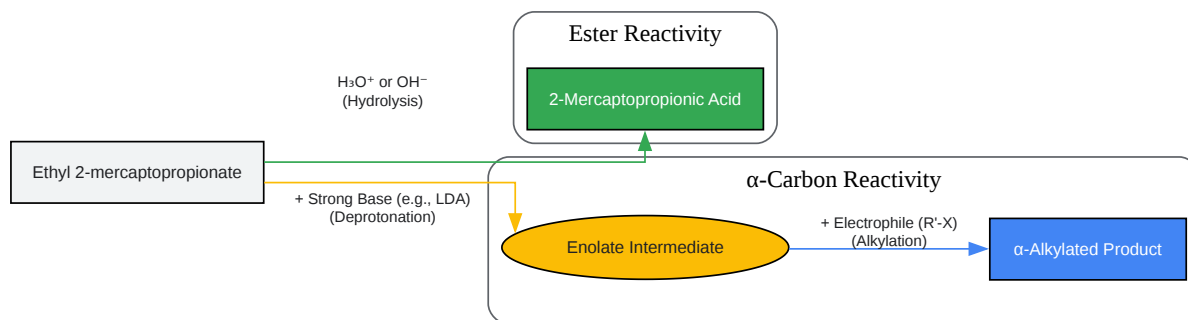 Ester Reactivity
2-Mercaptopropionic Acid
H₃O⁺ or OH⁻
(Hydrolysis)
Ethyl 2-mercaptopropionate
α-Carbon Reactivity
+ Strong Base (e.g., LDA)
(Deprotonation)
Enolate Intermediate
+ Electrophile (R'-X)
(Alkylation)
α-Alkylated Product